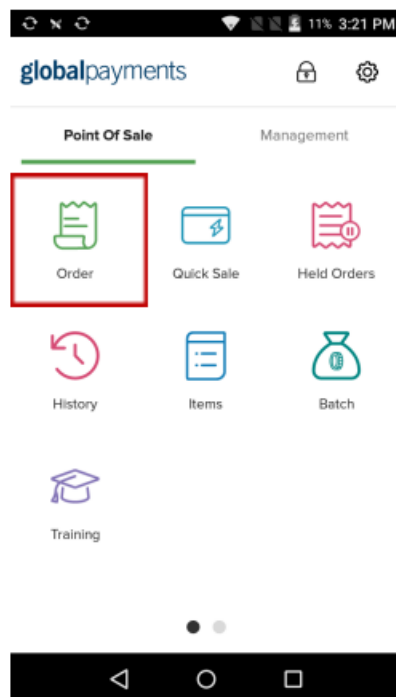 11% 3:21 PM
globalpayments
Point Of Sale Management
Order Quick Sale Held Orders
History Items Batch
Training